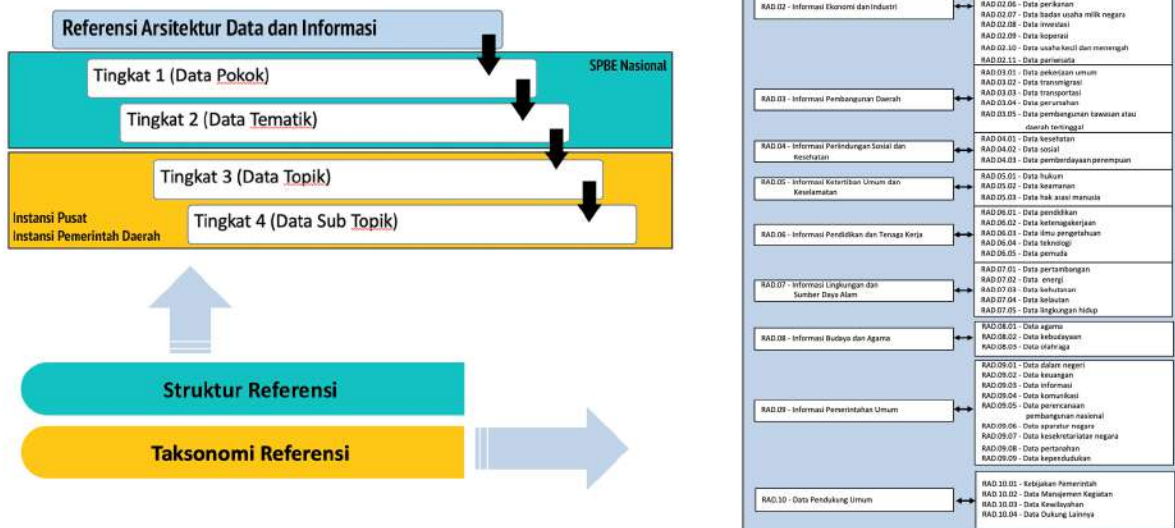 Referensi Arsitektur Data dan Informasi
SPBE Nasional
Tingkat 1 (Data Pokok)
Tingkat 2 (Data Tematik)
Tingkat 3 (Data Topik)
Tingkat 4 (Data Sub Topik)
Instansi Pusat
Instansi Pemerintah Daerah
Struktur Referensi
Taksonomi Referensi
RAD.02 - Informasi Ekonomi dan Industri
RAD.02.06 - Data perikanan
RAD.02.07 - Data badan usaha milik negara
RAD.02.08 - Data investasi
RAD.02.09 - Data koperasi
RAD.02.10 - Data usaha kecil dan menengah
RAD.02.11 - Data pariwisata
RAD.03 - Informasi Pembangunan Daerah
RAD.03.01 - Data pekerjaan umum
RAD.03.02 - Data transmigrasi
RAD.03.03 - Data transportasi
RAD.03.04 - Data perumahan
RAD.03.05 - Data pembangunan kawasan atau
daerah tertinggal
RAD.04 - Informasi Perlindungan Sosial dan
Kesehatan
RAD.04.01 - Data kesehatan
RAD.04.02 - Data sosial
RAD.04.03 - Data pemberdayaan perempuan
RAD.05 - Informasi Ketertiban Umum dan
Keselamatan
RAD.05.01 - Data hukum
RAD.05.02 - Data keamanan
RAD.05.03 - Data hak asasi manusia
RAD.06 - Informasi Pendidikan dan Tenaga Kerja
RAD.06.01 - Data pendidikan
RAD.06.02 - Data ketenagakerjaan
RAD.06.03 - Data ilmu pengetahuan
RAD.06.04 - Data teknologi
RAD.06.05 - Data pemuda
RAD.07 - Informasi Lingkungan dan
Sumber Daya Alam
RAD.07.01 - Data pertambangan
RAD.07.02 - Data energi
RAD.07.03 - Data kehutanan
RAD.07.04 - Data kelautan
RAD.07.05 - Data lingkungan hidup
RAD.08 - Informasi Budaya dan Agama
RAD.08.01 - Data agama
RAD.08.02 - Data kebudayaan
RAD.08.03 - Data olahraga
RAD.09 - Informasi Pemerintahan Umum
RAD.09.01 - Data dalam negeri
RAD.09.02 - Data keuangan
RAD.09.03 - Data informasi
RAD.09.04 - Data komunikasi
RAD.09.05 - Data perencanaan
pembangunan nasional
RAD.09.06 - Data aparatur negara
RAD.09.07 - Data kesekretariatan negara
RAD.09.08 - Data pertanahan
RAD.09.09 - Data kependudukan
RAD.10 - Data Pendukung Umum
RAD.10.01 - Kebijakan Pemerintah
RAD.10.02 - Data Manajemen Kegiatan
RAD.10.03 - Data Kewilayahan
RAD.10.04 - Data Dukung Lainnya